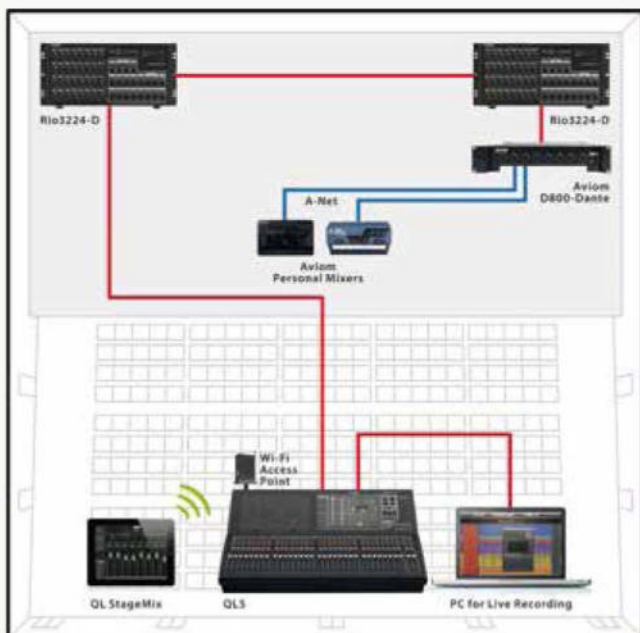 Rio3224-D
Rio3224-D
Aviom
D800-Dante
A-Net
Aviom
Personal Mixers
Wi-Fi
Access
Point
QL StageMix
QL5
PC for Live Recording